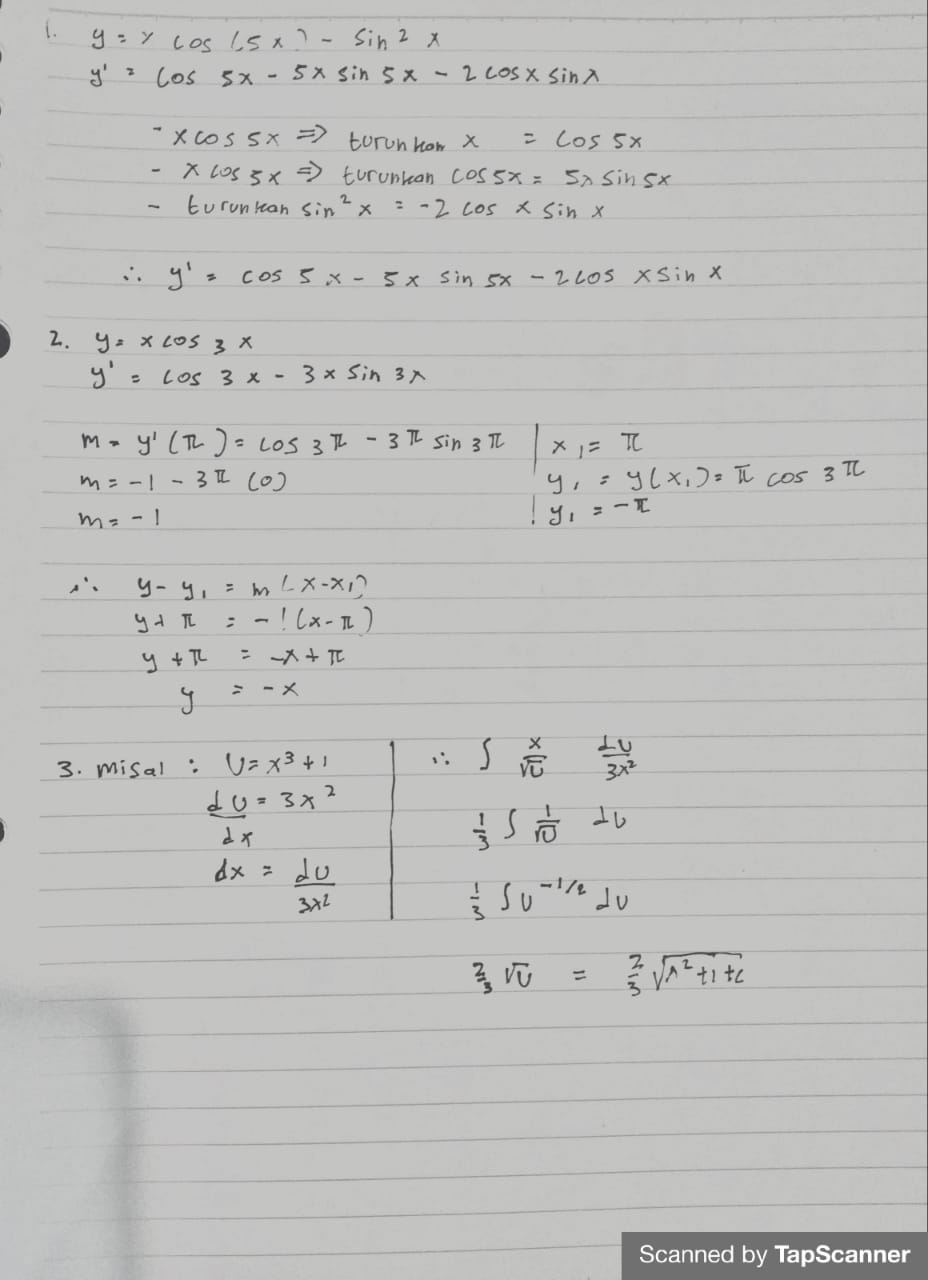 1. y = x cos (5x) - sin² x
y' = cos 5x - 5x sin 5x - 2 cos x sin x
- x cos 5x ⇒ turunkan x = cos 5x
- x cos 5x ⇒ turunkan cos 5x = 5x sin 5x
- turunkan sin² x = -2 cos x sin x
∴ y' = cos 5x - 5x sin 5x - 2 cos x sin x
2. y = x cos 3x
y' = cos 3x - 3x sin 3x
m = y'(π) = cos 3π - 3π sin 3π
m = -1 - 3π (0)
m = -1
x₁ = π
y₁ = y(x₁) = π cos 3π
y₁ = -π
∴ y - y₁ = m (x - x₁)
y + π = -1 (x - π)
y + π = -x + π
y = -x
3. misal : U = x³ + 1
dU/dx = 3x²
dx = dU/3x²
∴ ∫ x/√U dU/3x²
1/3 ∫ 1/√U dU
1/3 ∫ U^-1/2 dU
2/3 √U = 2/3 √x² + 1 + c
Scanned by TapScanner